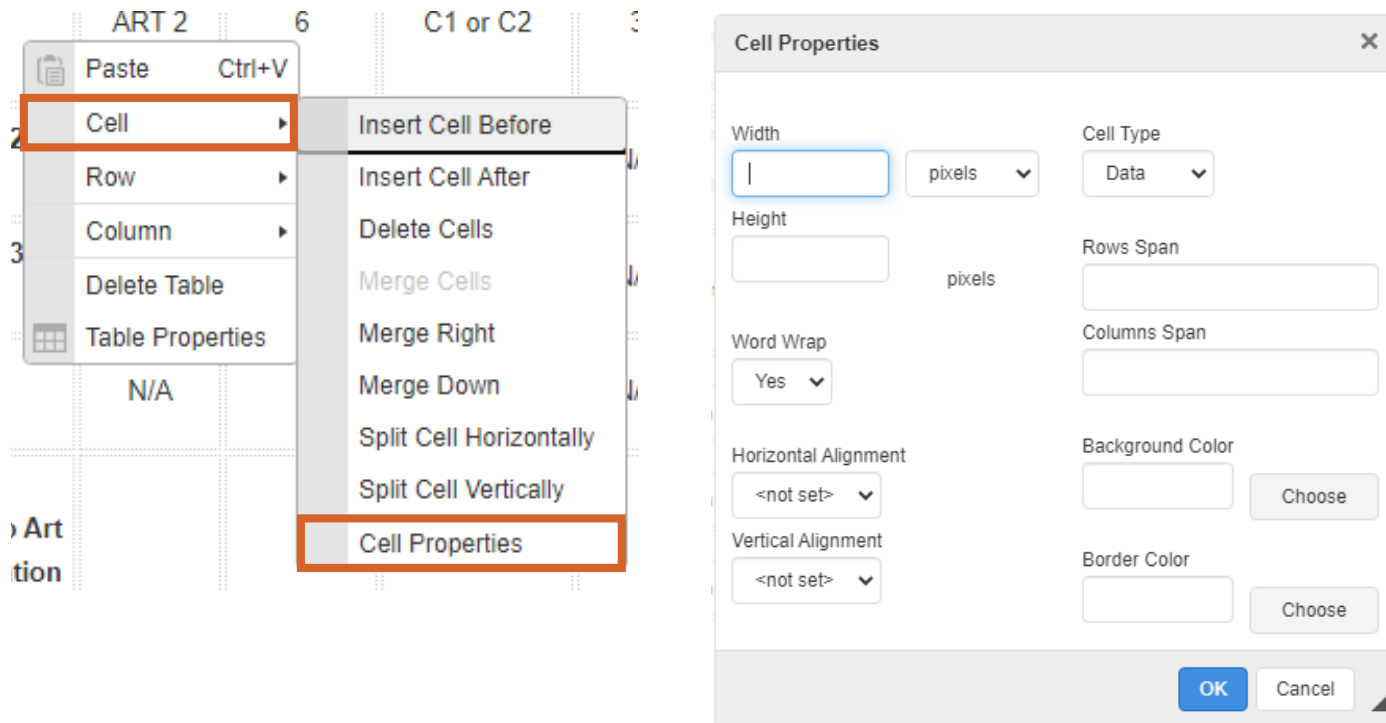 ART 2 6 C1 or C2
Paste Ctrl+V
Cell
Row
Column
Delete Table
Table Properties
N/A
Art
Insert Cell Before
Insert Cell After
Delete Cells
Merge Cells
Merge Right
Merge Down
Split Cell Horizontally
Split Cell Vertically
Cell Properties
Cell Properties
Width
pixels
Height
pixels
Word Wrap
Yes
Horizontal Alignment
<not set>
Vertical Alignment
<not set>
Cell Type
Data
Rows Span
Columns Span
Background Color
Choose
Border Color
Choose
OK Cancel